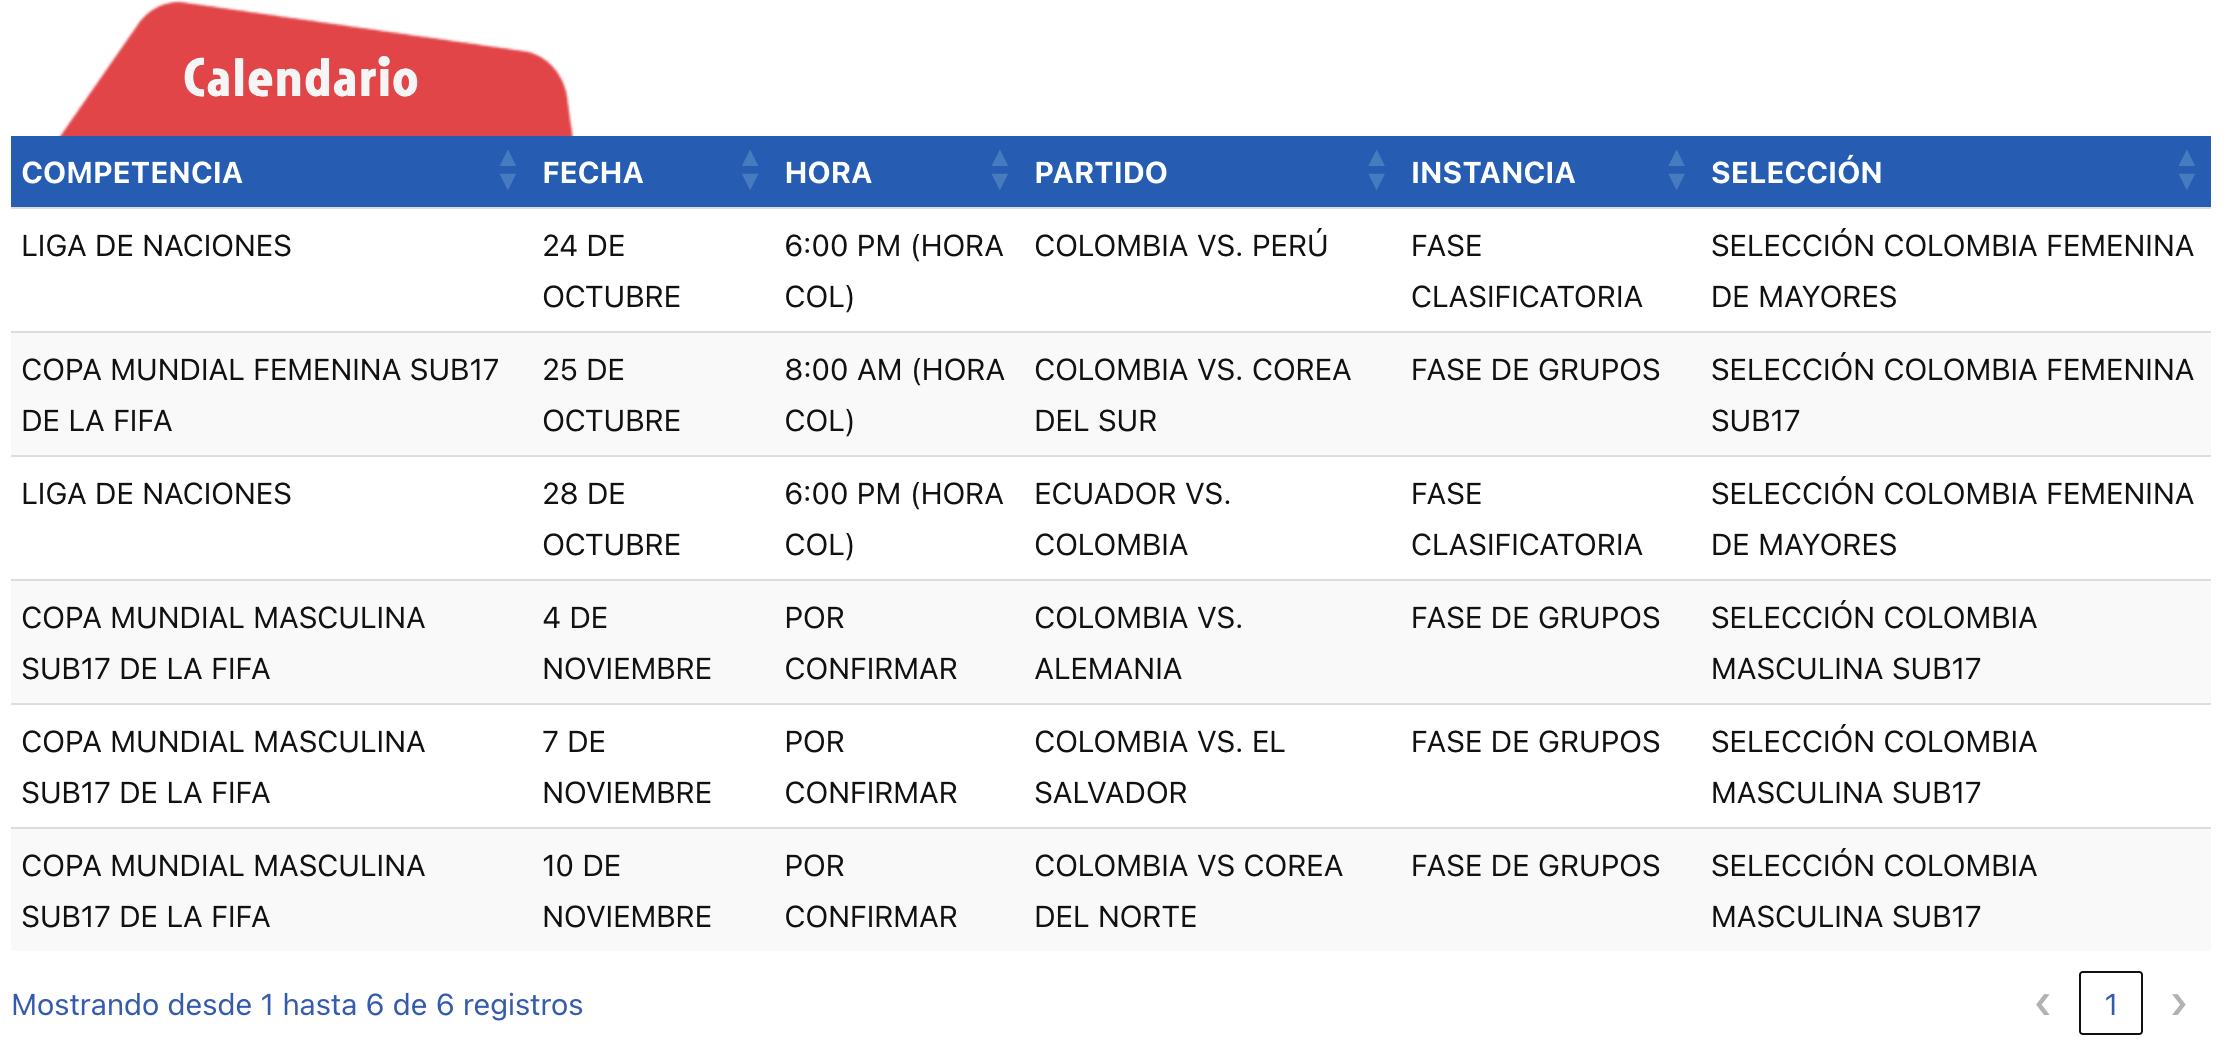 Calendario
COMPETENCIA FECHA HORA PARTIDO INSTANCIA SELECCIÓN
LIGA DE NACIONES 24 DE OCTUBRE 6:00 PM (HORA COL) COLOMBIA VS. PERÚ FASE CLASIFICATORIA SELECCIÓN COLOMBIA FEMENINA DE MAYORES
COPA MUNDIAL FEMENINA SUB17 DE LA FIFA 25 DE OCTUBRE 8:00 AM (HORA COL) COLOMBIA VS. COREA DEL SUR FASE DE GRUPOS SELECCIÓN COLOMBIA FEMENINA SUB17
LIGA DE NACIONES 28 DE OCTUBRE 6:00 PM (HORA COL) ECUADOR VS. COLOMBIA FASE CLASIFICATORIA SELECCIÓN COLOMBIA FEMENINA DE MAYORES
COPA MUNDIAL MASCULINA SUB17 DE LA FIFA 4 DE NOVIEMBRE POR CONFIRMAR COLOMBIA VS. ALEMANIA FASE DE GRUPOS SELECCIÓN COLOMBIA MASCULINA SUB17
COPA MUNDIAL MASCULINA SUB17 DE LA FIFA 7 DE NOVIEMBRE POR CONFIRMAR COLOMBIA VS. EL SALVADOR FASE DE GRUPOS SELECCIÓN COLOMBIA MASCULINA SUB17
COPA MUNDIAL MASCULINA SUB17 DE LA FIFA 10 DE NOVIEMBRE POR CONFIRMAR COLOMBIA VS COREA DEL NORTE FASE DE GRUPOS SELECCIÓN COLOMBIA MASCULINA SUB17
Mostrando desde 1 hasta 6 de 6 registros ‹ 1 ›